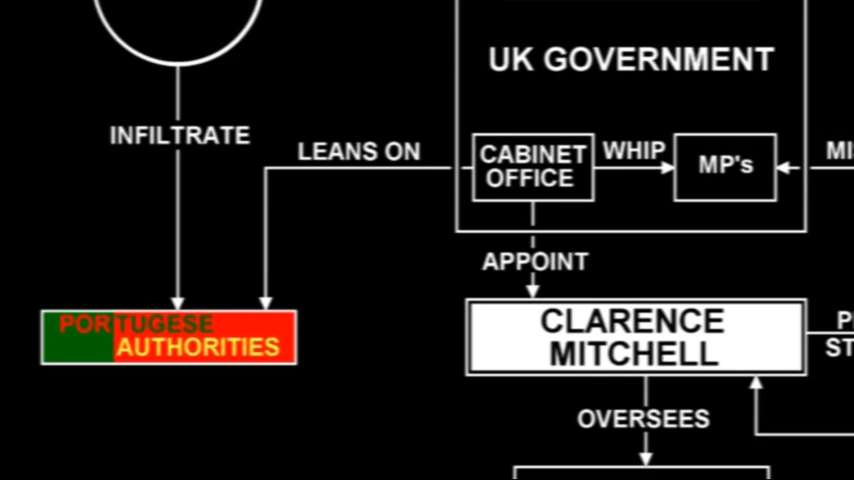 UK GOVERNMENT
INFILTRATE
LEANS ON
CABINET
OFFICE
WHIP
MP's
APPOINT
PORTUGESE
AUTHORITIES
CLARENCE
MITCHELL
OVERSEES